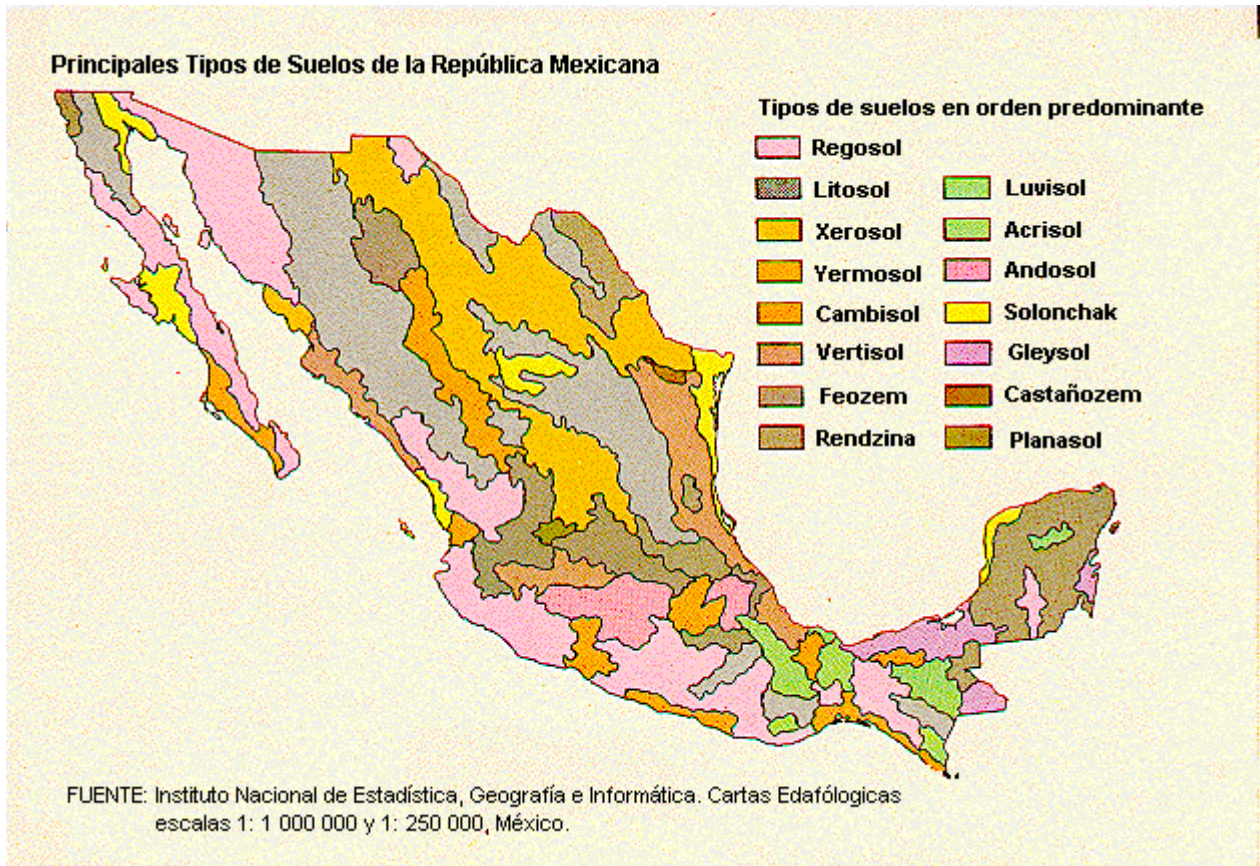 Principales Tipos de Suelos de la República Mexicana
Tipos de suelos en orden predominante
Regosol
Litosol
Xerosol
Yermosol
Cambisol
Vertisol
Feozem
Rendzina
Luvisol
Acrisol
Andosol
Solonchak
Gleysol
Castañozem
Planasol
FUENTE: Instituto Nacional de Estadística, Geografía e Informática. Cartas Edafólogicas
escalas 1: 1 000 000 y 1: 250 000, México.